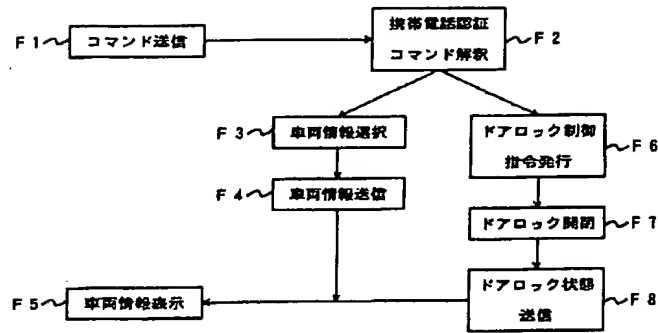 F1
コマンド送信
携帯電話認証
コマンド解釈
F2
F3
車両情報選択
ドアロック制御
指令発行
F6
F4
車両情報送信
ドアロック開閉
F7
F5
車両情報表示
ドアロック状態
送信
F8